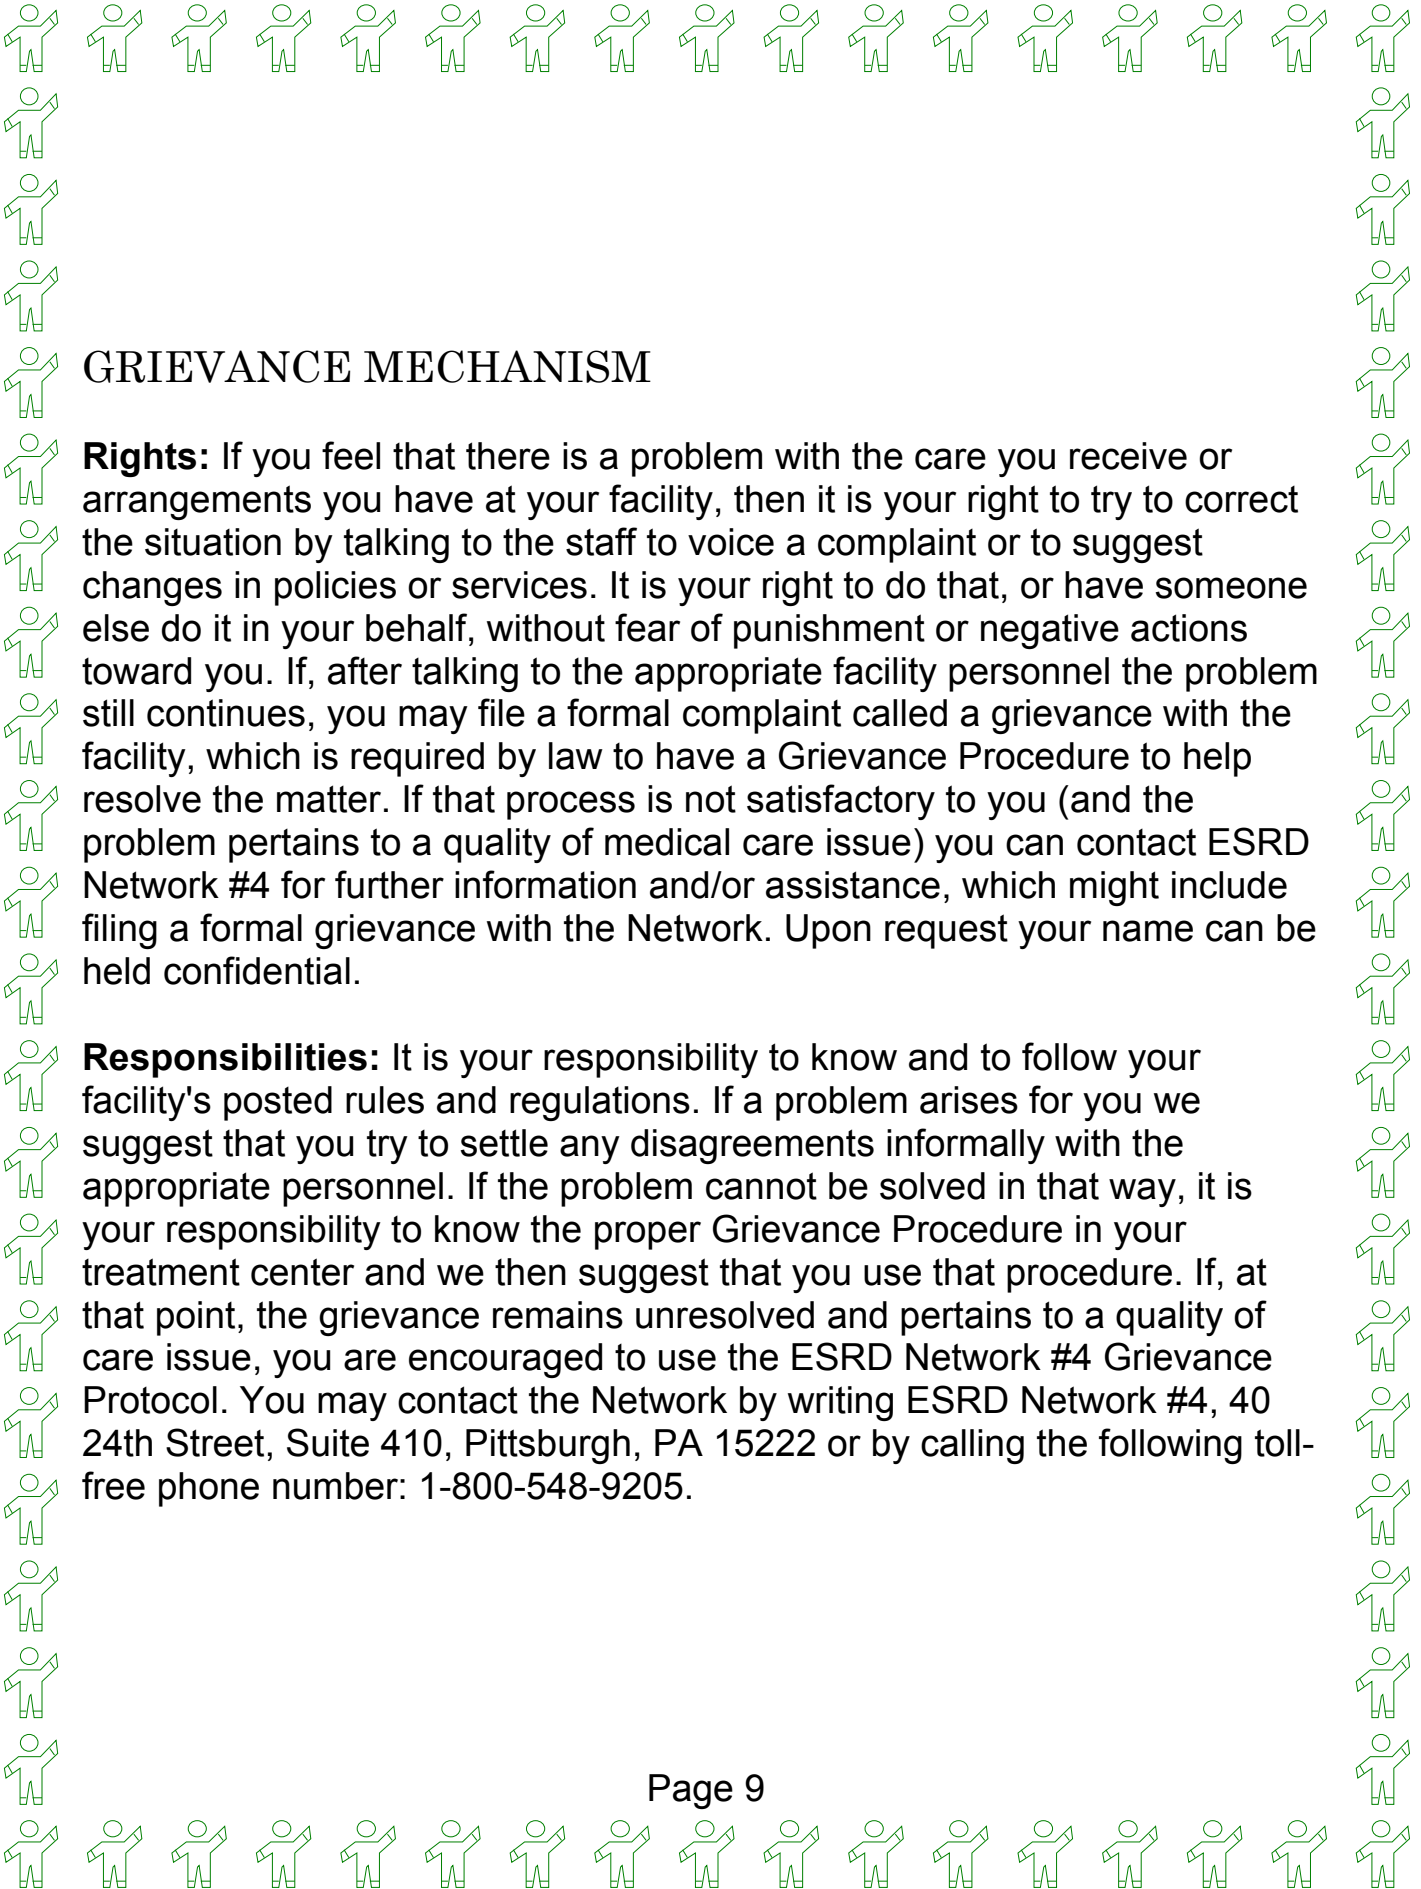 GRIEVANCE MECHANISM
Rights: If you feel that there is a problem with the care you receive or
arrangements you have at your facility, then it is your right to try to correct
the situation by talking to the staff to voice a complaint or to suggest
changes in policies or services. It is your right to do that, or have someone
else do it in your behalf, without fear of punishment or negative actions
toward you. If, after talking to the appropriate facility personnel the problem
still continues, you may file a formal complaint called a grievance with the
facility, which is required by law to have a Grievance Procedure to help
resolve the matter. If that process is not satisfactory to you (and the
problem pertains to a quality of medical care issue) you can contact ESRD
Network #4 for further information and/or assistance, which might include
filing a formal grievance with the Network. Upon request your name can be
held confidential.
Responsibilities: It is your responsibility to know and to follow your
facility's posted rules and regulations. If a problem arises for you we
suggest that you try to settle any disagreements informally with the
appropriate personnel. If the problem cannot be solved in that way, it is
your responsibility to know the proper Grievance Procedure in your
treatment center and we then suggest that you use that procedure. If, at
that point, the grievance remains unresolved and pertains to a quality of
care issue, you are encouraged to use the ESRD Network #4 Grievance
Protocol. You may contact the Network by writing ESRD Network #4, 40
24th Street, Suite 410, Pittsburgh, PA 15222 or by calling the following toll-
free phone number: 1-800-548-9205.
Page 9